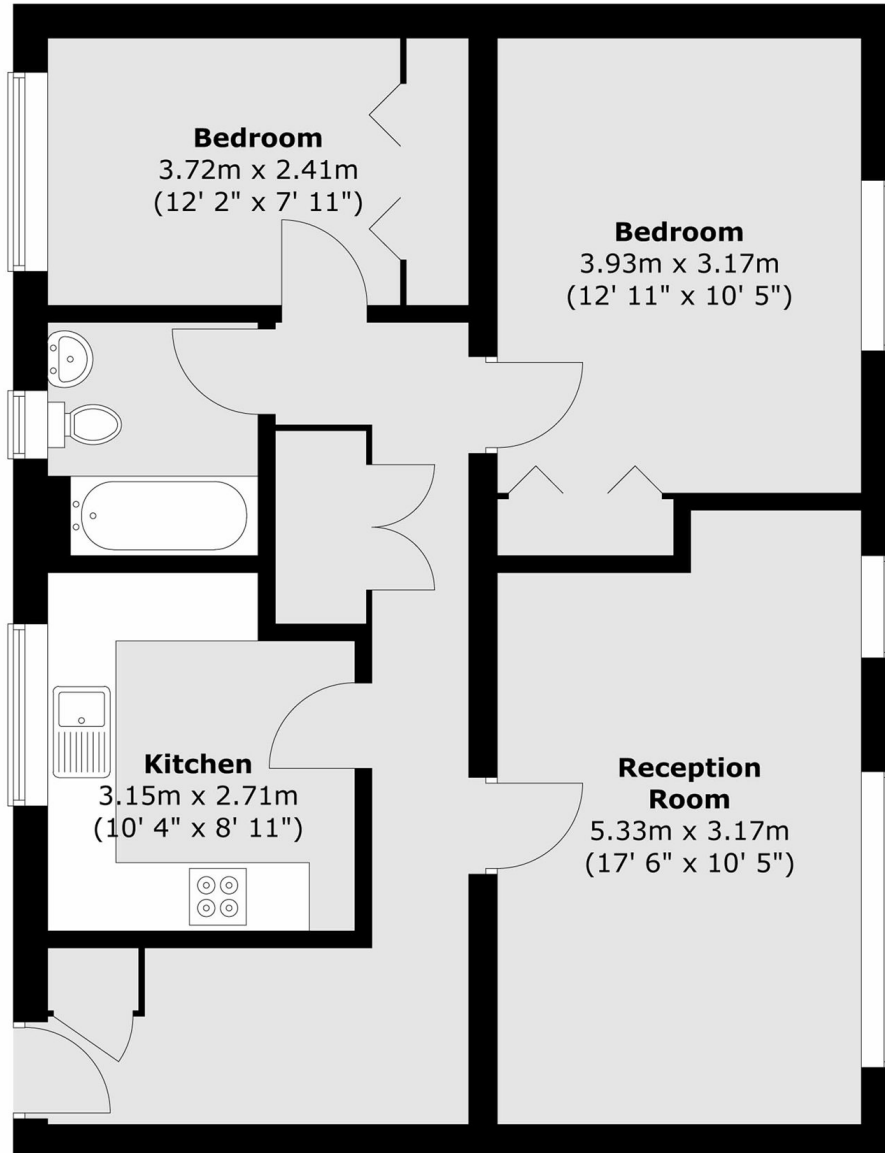 Bedroom
3.72m x 2.41m
(12' 2" x 7' 11")
Bedroom
3.93m x 3.17m
(12' 11" x 10' 5")
Kitchen
3.15m x 2.71m
(10' 4" x 8' 11")
Reception
Room
5.33m x 3.17m
(17' 6" x 10' 5")